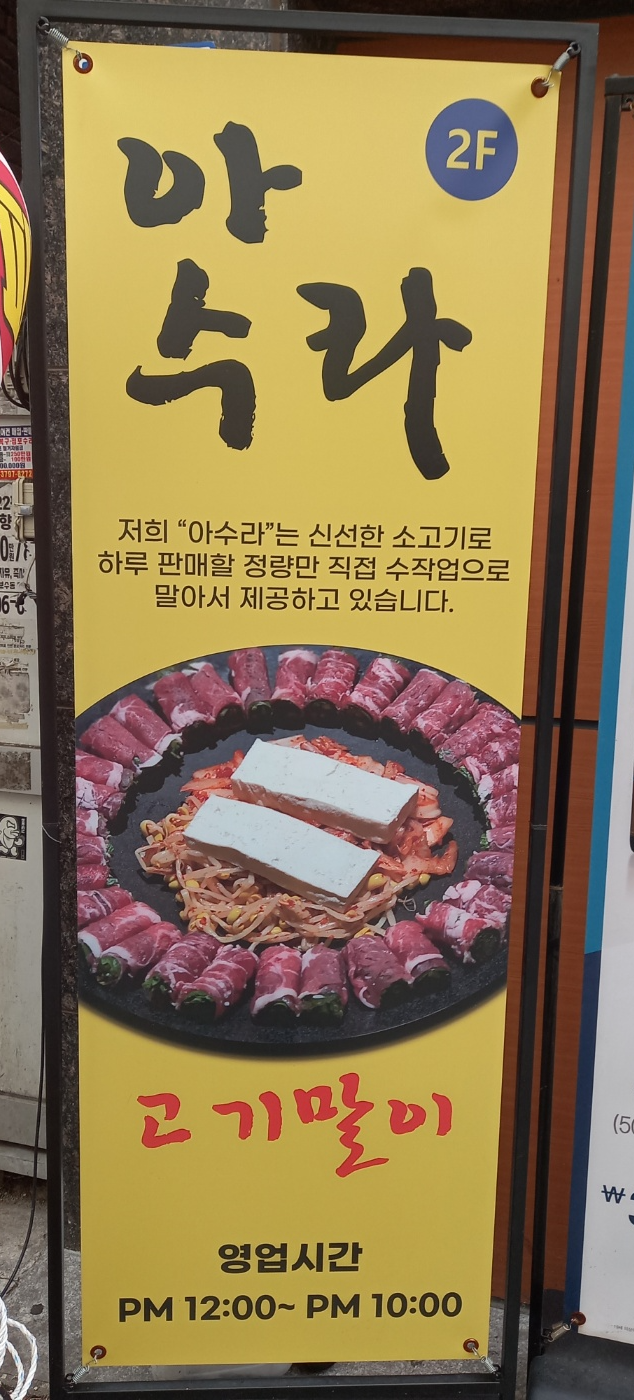 2F
아
수라
저희 “아수라”는 신선한 소고기로
하루 판매할 정량만 직접 수작업으로
말아서 제공하고 있습니다.
고기말이
영업시간
PM 12:00~ PM 10:00
(50
₩